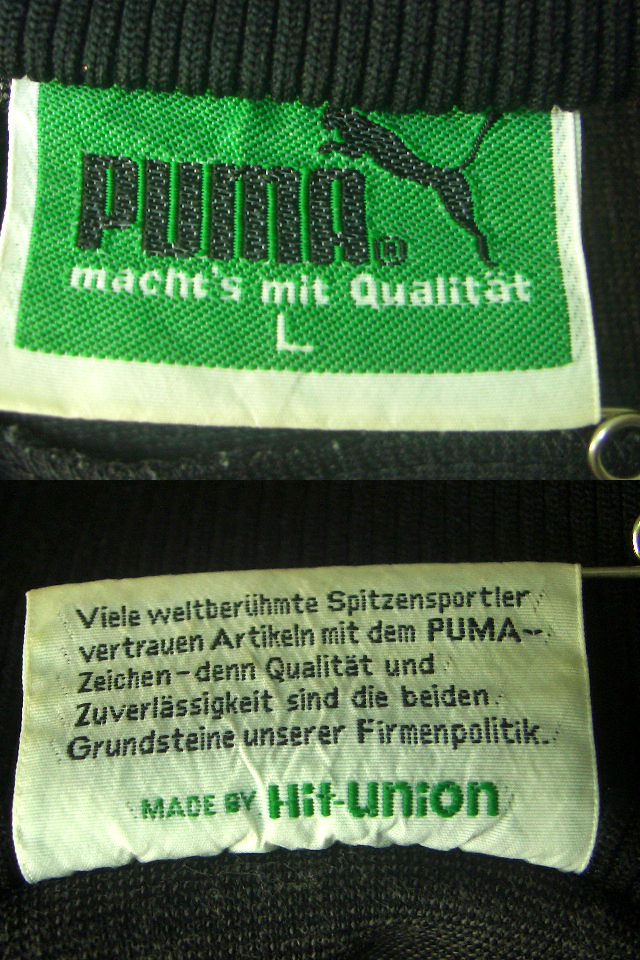 PUMA®
macht's mit Qualität
L
Viele weltberühmte Spitzensportler
vertrauen Artikeln mit dem PUMA-
Zeichen-denn Qualität und
Zuverlässigkeit sind die beiden
Grundsteine unserer Firmenpolitik.
MADE BY Hit-union